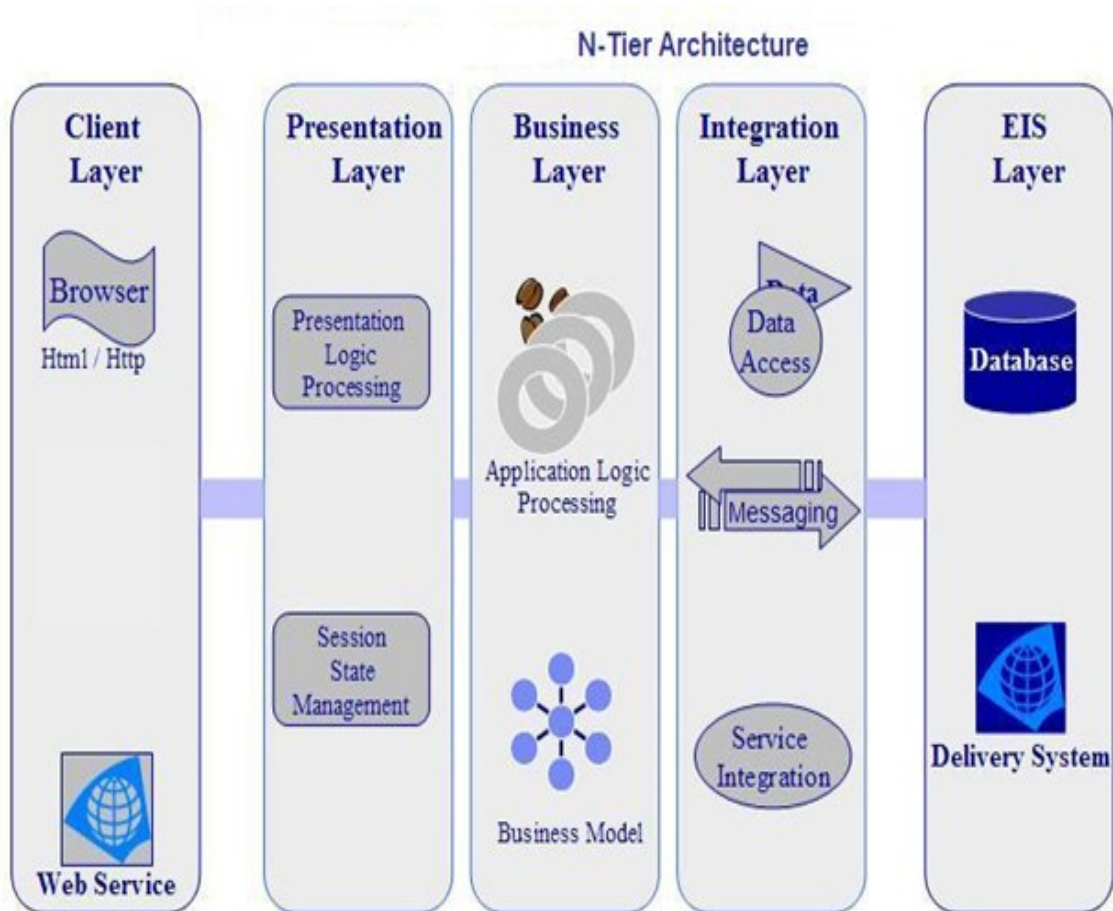 N-Tier Architecture
Client
Layer
Browser
Html / Http
Web Service
Presentation
Layer
Presentation
Logic
Processing
Session
State
Management
Business
Layer
Application Logic
Processing
Business Model
Integration
Layer
Data
Data
Access
Messaging
Service
Integration
EIS
Layer
Database
Delivery System